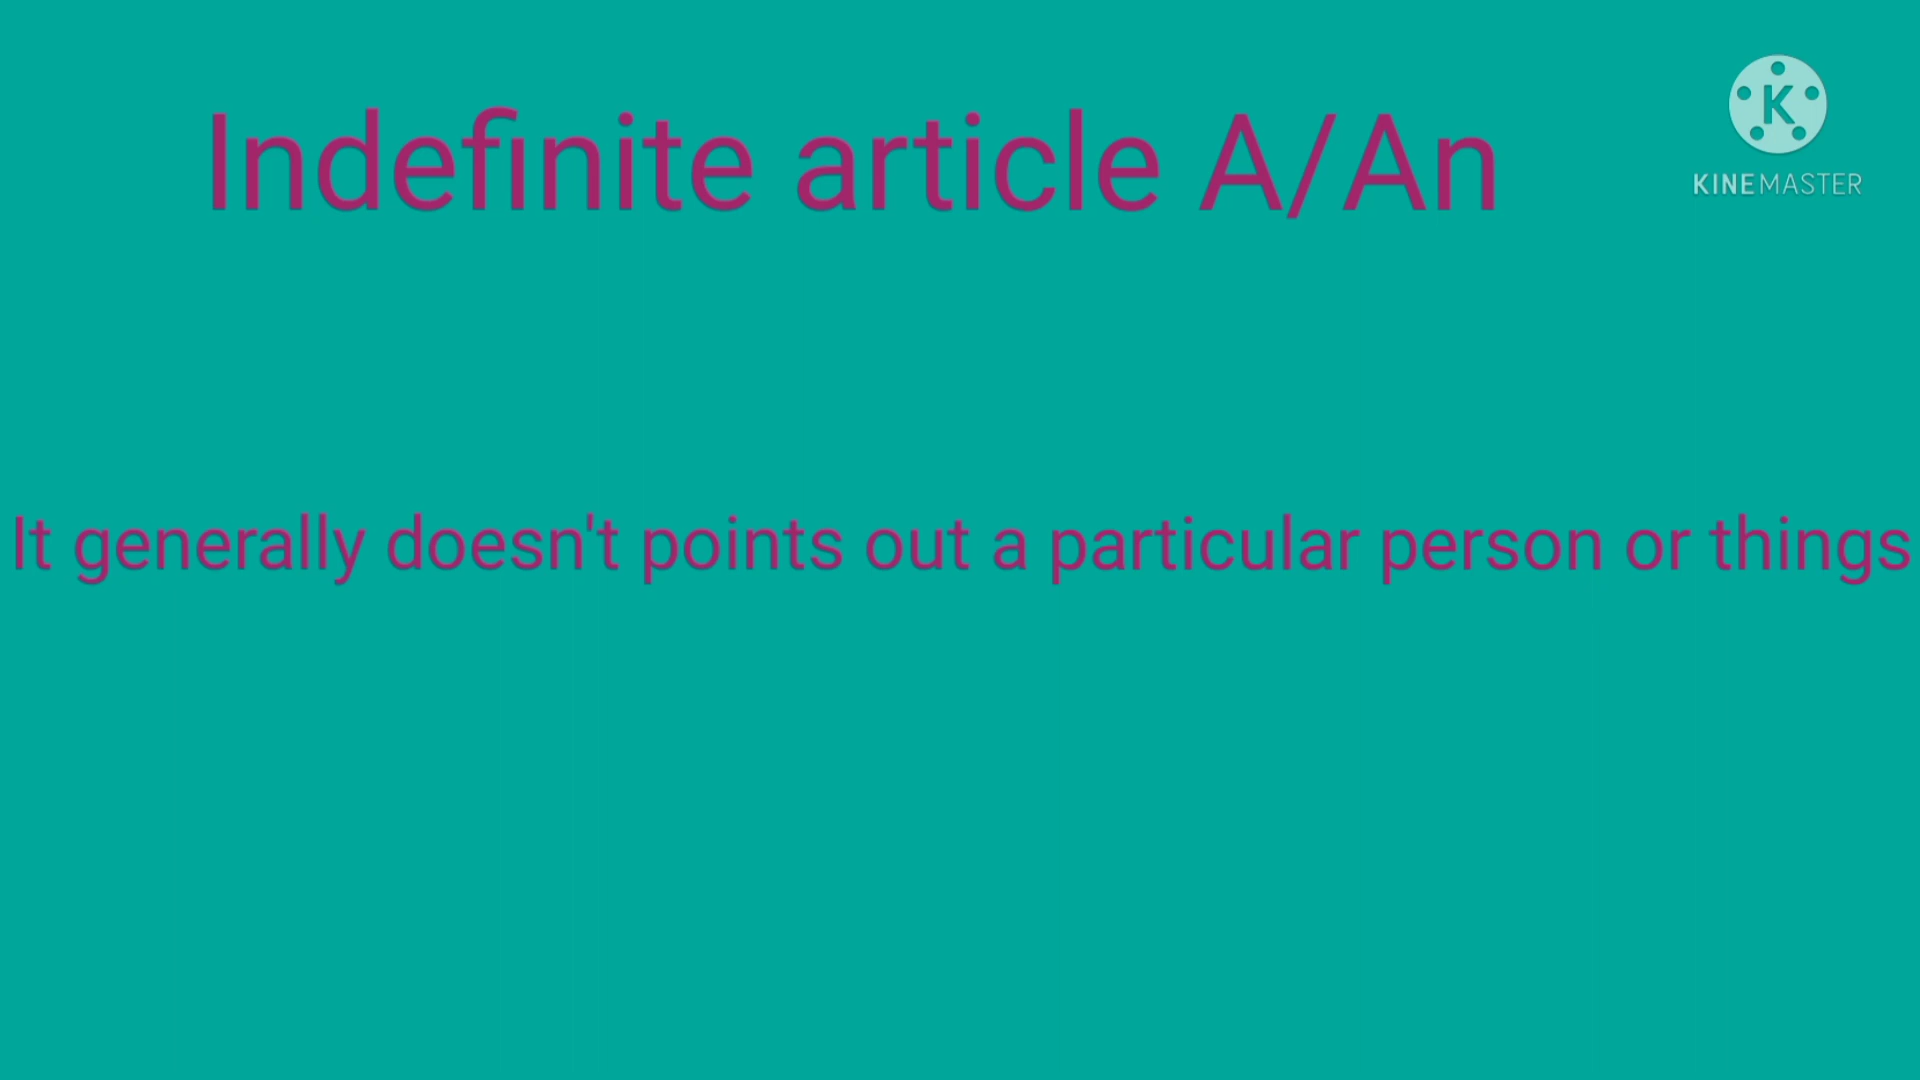 Indefinite article A/An
K
KINEMASTER
It generally doesn't points out a particular person or things